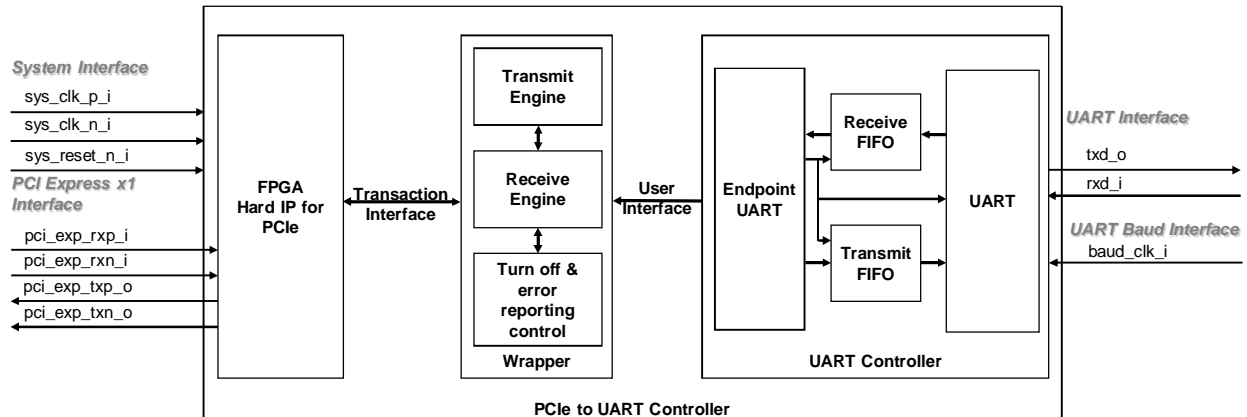 System Interface
sys_clk_p_i
sys_clk_n_i
sys_reset_n_i
PCI Express x1
Interface
pci_exp_rxp_i
pci_exp_rxn_i
pci_exp_txp_o
pci_exp_txn_o
FPGA
Hard IP for
PCIe
Transaction
Interface
Transmit
Engine
Receive
Engine
Turn off &
error
reporting
control
Wrapper
User
Interface
Endpoint
UART
Receive
FIFO
Transmit
FIFO
UART
UART Controller
UART Interface
txd_o
rxd_i
UART Baud Interface
baud_clk_i
PCIe to UART Controller